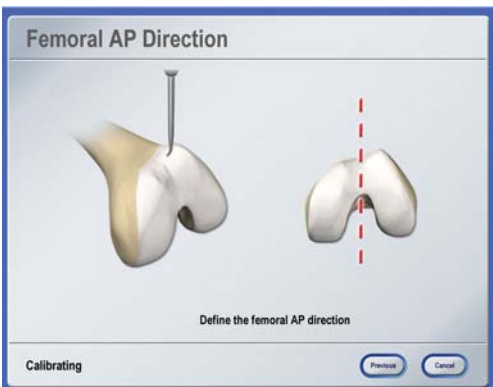 Femoral AP Direction
Define the femoral AP direction
Calibrating
Previous
Cancel